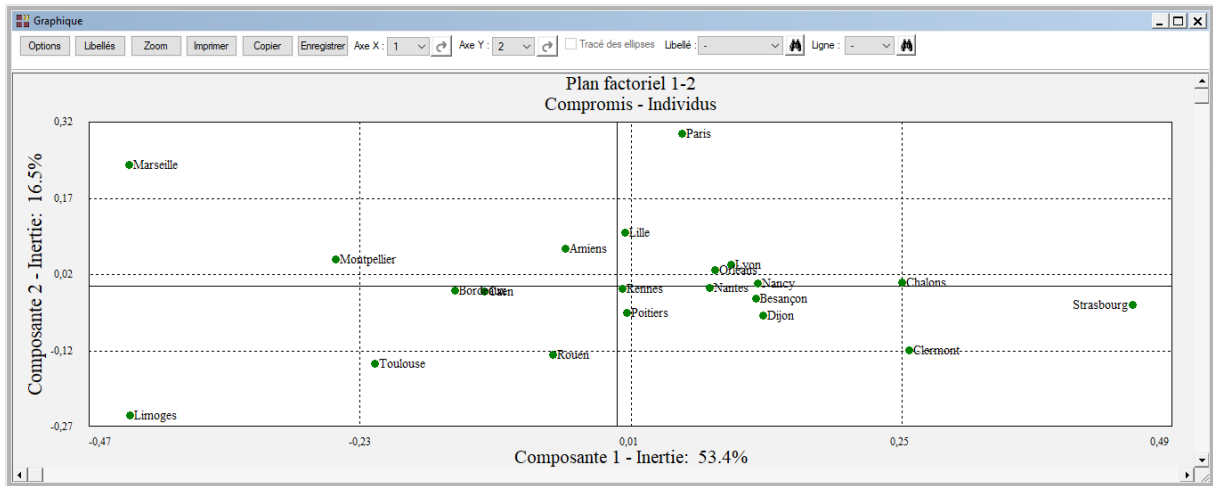 Graphique
Options Libellés Zoom Imprimer Copier Enregistrer Axe X : 1 Axe Y : 2 Tracé des ellipses Libellé : - Ligne : -
Plan factoriel 1-2
Compromis - Individus
0,32
Paris
Marseille
0,17
Lille
Amiens
Montpellier
Lyon
Orléans
0,02
Nancy
Chalons
Bordeaux
Caen
Rennes
Nantes
Besançon
Strasbourg
Poitiers
Dijon
-0,12
Rouen
Clermont
Toulouse
Limoges
-0,27
Composante 2 - Inertie: 16.5%
-0,47 -0,23 0,01 0,25 0,49
Composante 1 - Inertie: 53.4%